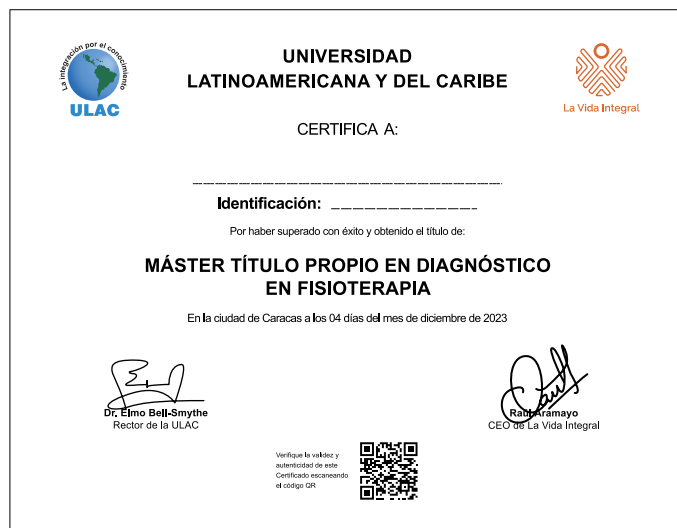 La integración por el conocimiento
ULAC
UNIVERSIDAD
LATINOAMERICANA Y DEL CARIBE
La Vida Integral
CERTIFICA A:
Identificación:
Por haber superado con éxito y obtenido el título de:
MÁSTER TÍTULO PROPIO EN DIAGNÓSTICO
EN FISIOTERAPIA
En la ciudad de Caracas a los 04 días del mes de diciembre de 2023
Dr. Elmo Bell-Smythe
Rector de la ULAC
Raúl Aramayo
CEO de La Vida Integral
Verifique la validez y
autenticidad de este
Certificado escaneando
el código QR